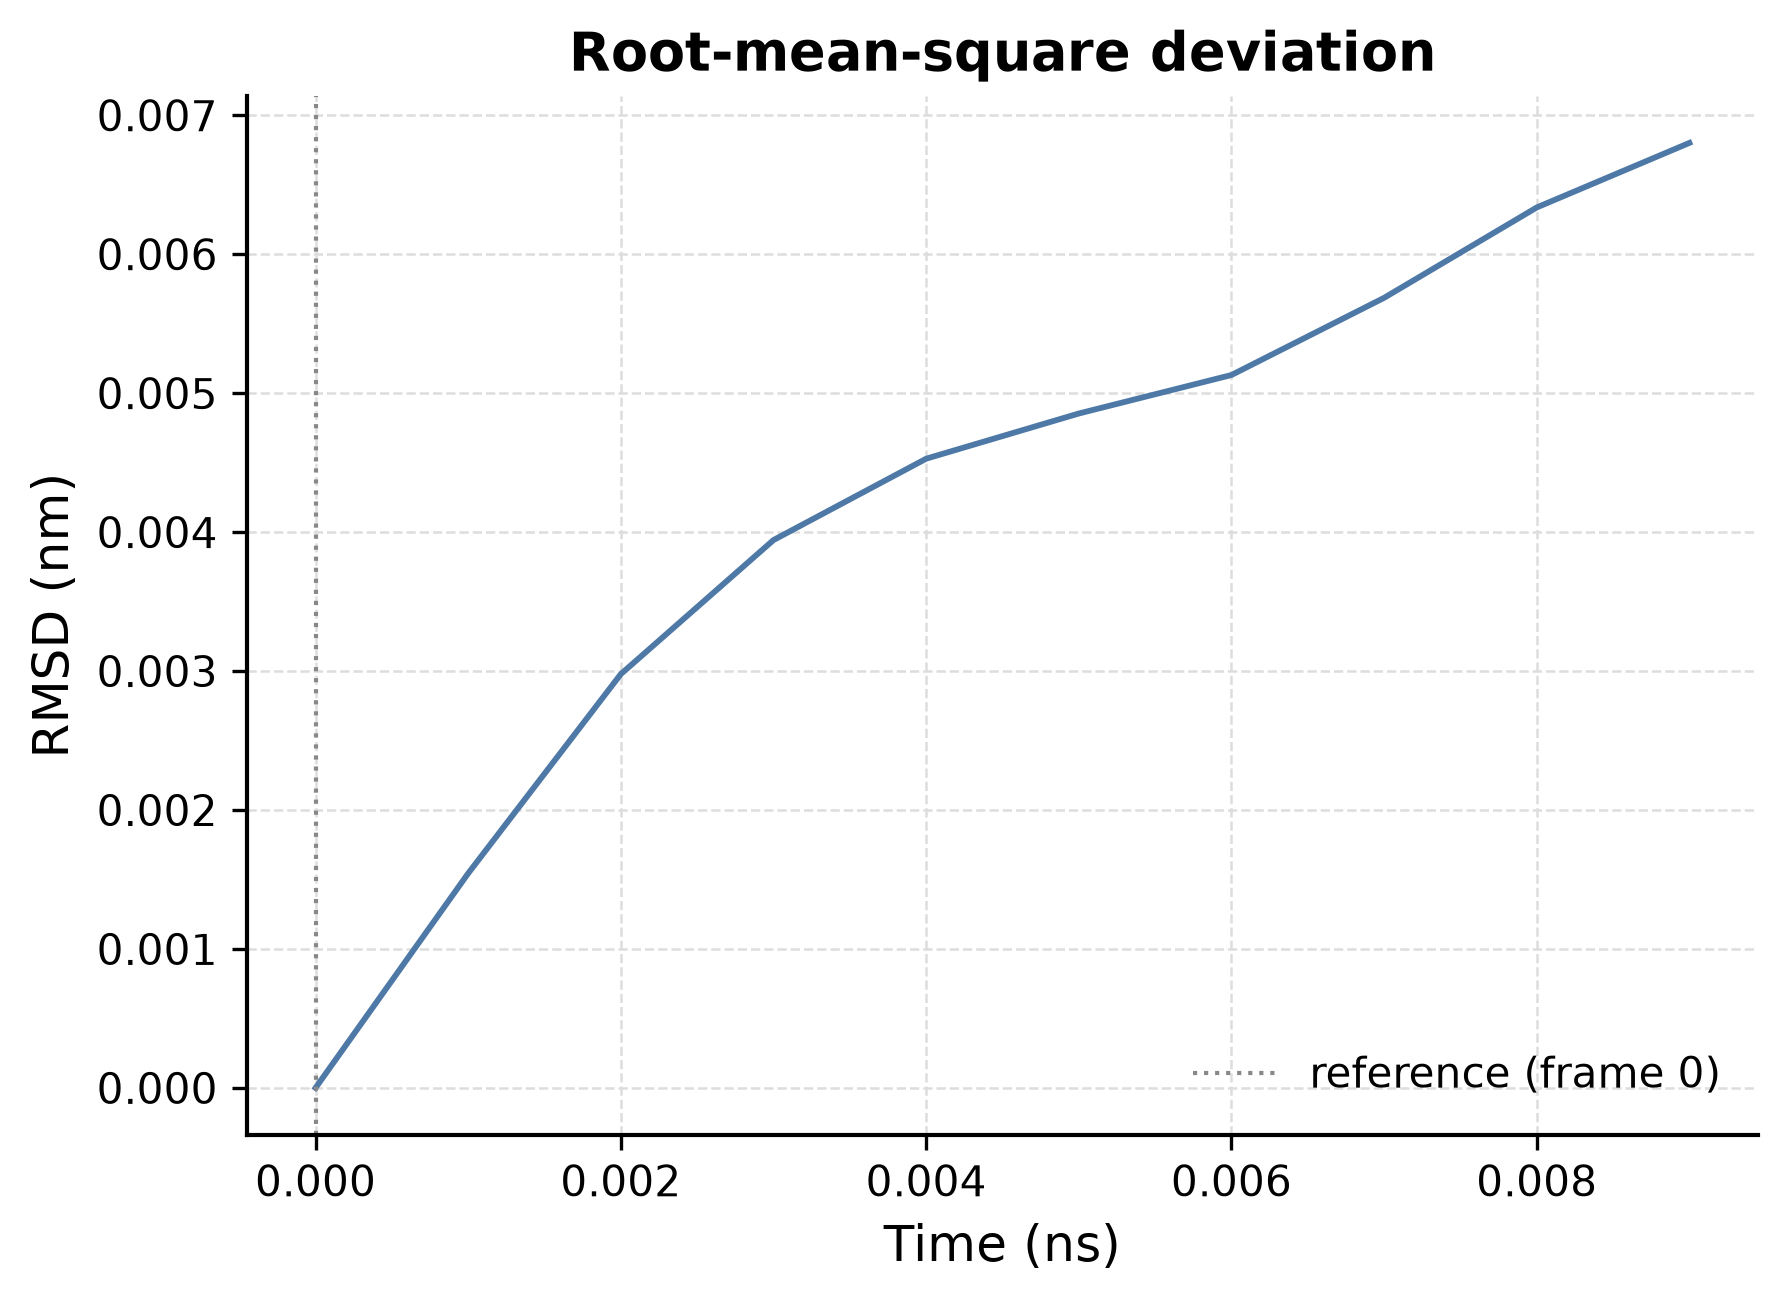 Root-mean-square deviation
0.007
0.006
0.005
0.004
0.003
0.002
0.001
0.000
RMSD (nm)
reference (frame 0)
0.000 0.002 0.004 0.006 0.008
Time (ns)